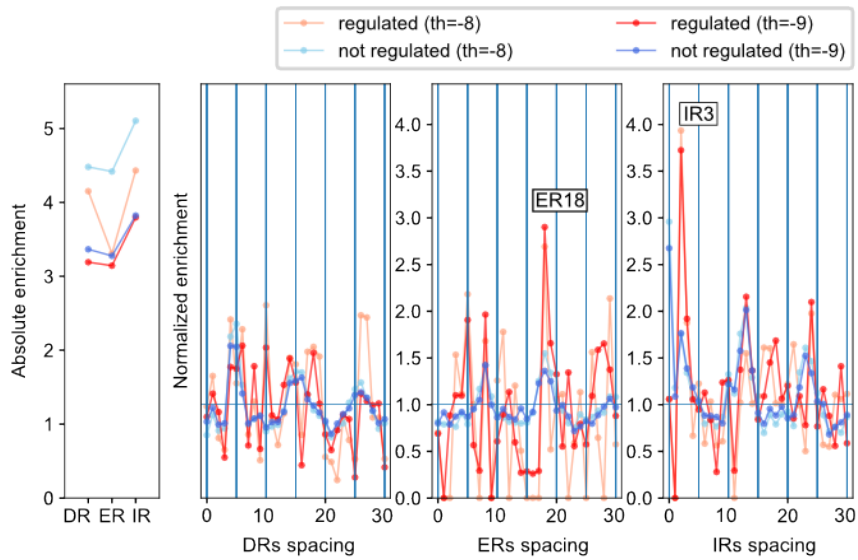 regulated (th=-8)
not regulated (th=-8)
regulated (th=-9)
not regulated (th=-9)
Absolute enrichment
5
4
3
2
1
0
DR ER IR
Normalized enrichment
0 10 20 30
DRs spacing
4.0
3.5
3.0
2.5
2.0
1.5
1.0
0.5
0.0
ER18
0 10 20 30
ERs spacing
4.0
3.5
3.0
2.5
2.0
1.5
1.0
0.5
0.0
IR3
0 10 20 30
IRs spacing